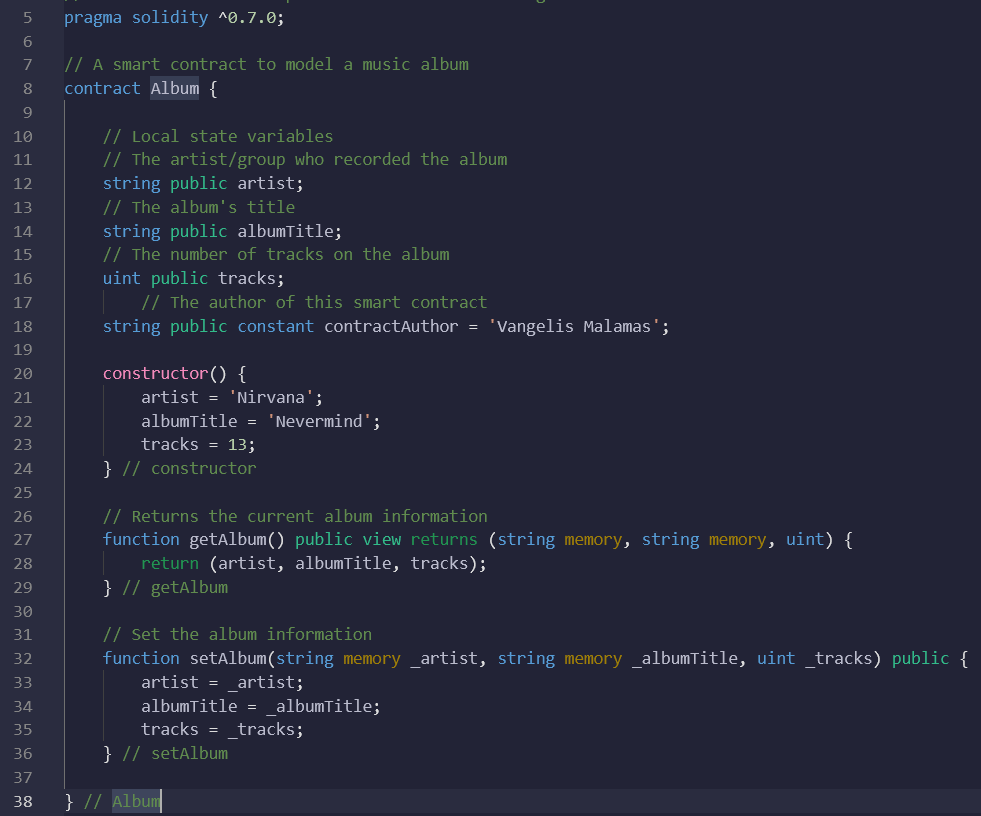 5 pragma solidity ^0.7.0;
6
7 // A smart contract to model a music album
8 contract Album {
9
10 // Local state variables
11 // The artist/group who recorded the album
12 string public artist;
13 // The album's title
14 string public albumTitle;
15 // The number of tracks on the album
16 uint public tracks;
17 // The author of this smart contract
18 string public constant contractAuthor = 'Vangelis Malamas';
19
20 constructor() {
21 artist = 'Nirvana';
22 albumTitle = 'Nevermind';
23 tracks = 13;
24 } // constructor
25
26 // Returns the current album information
27 function getAlbum() public view returns (string memory, string memory, uint) {
28 return (artist, albumTitle, tracks);
29 } // getAlbum
30
31 // Set the album information
32 function setAlbum(string memory _artist, string memory _albumTitle, uint _tracks) public {
33 artist = _artist;
34 albumTitle = _albumTitle;
35 tracks = _tracks;
36 } // setAlbum
37
38 } // Album